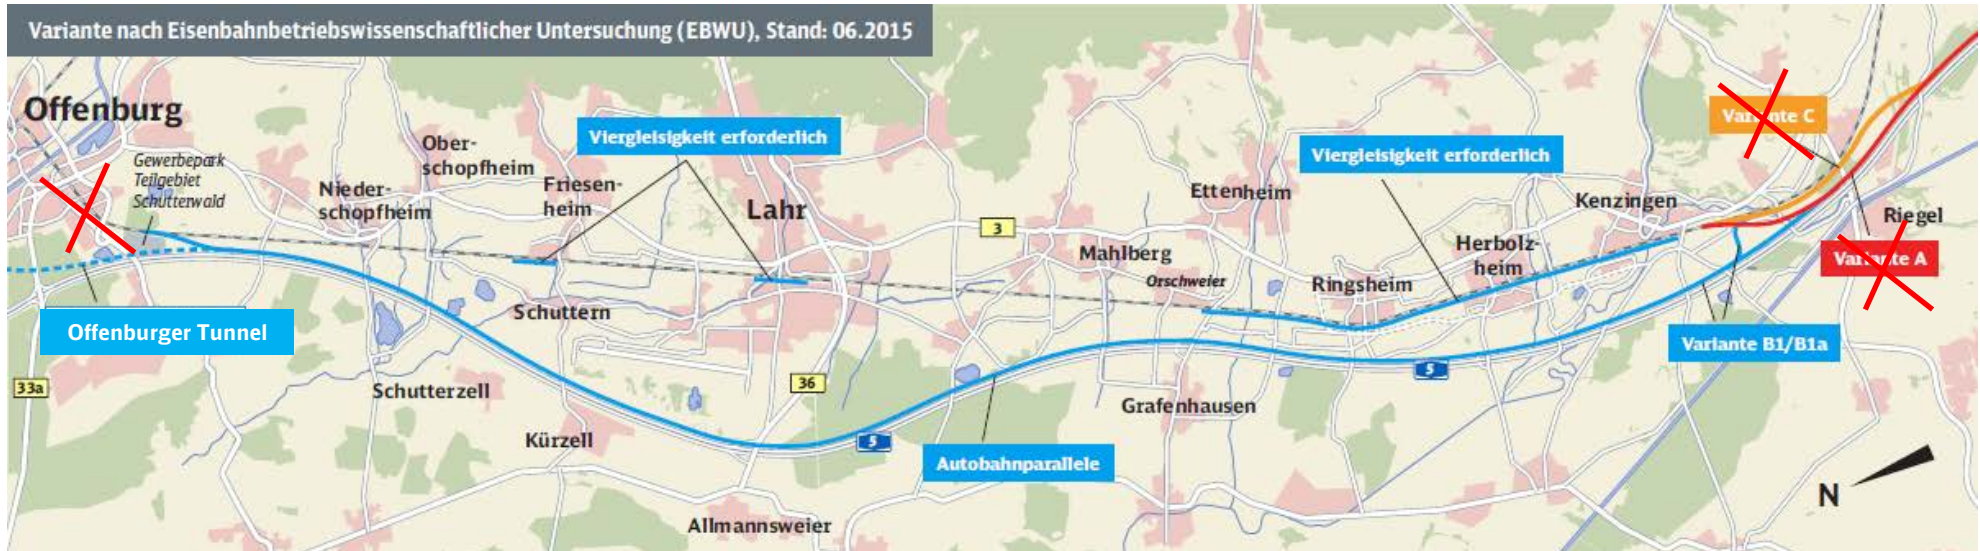 Variante nach Eisenbahnbetriebswissenschaftlicher Untersuchung (EBWU), Stand: 06.2015
Offenburg
Gewerbepark
Teilgebiet
Schutterwald
Nieder-
schopfheim
Ober-
schopfheim
Friesen-
heim
Viergleisigkeit erforderlich
Lahr
3
Mahlberg
Orschweier
Ettenheim
Viergleisigkeit erforderlich
Ringsheim
Herbolz-
heim
Kenzingen
Variante C
Riegel
Variante A
Offenburger Tunnel
33a
Schuttern
Schutterzell
Kürzell
36
5
Autobahnparallele
Grafenhausen
5
Variante B1/B1a
Allmannsweier
N